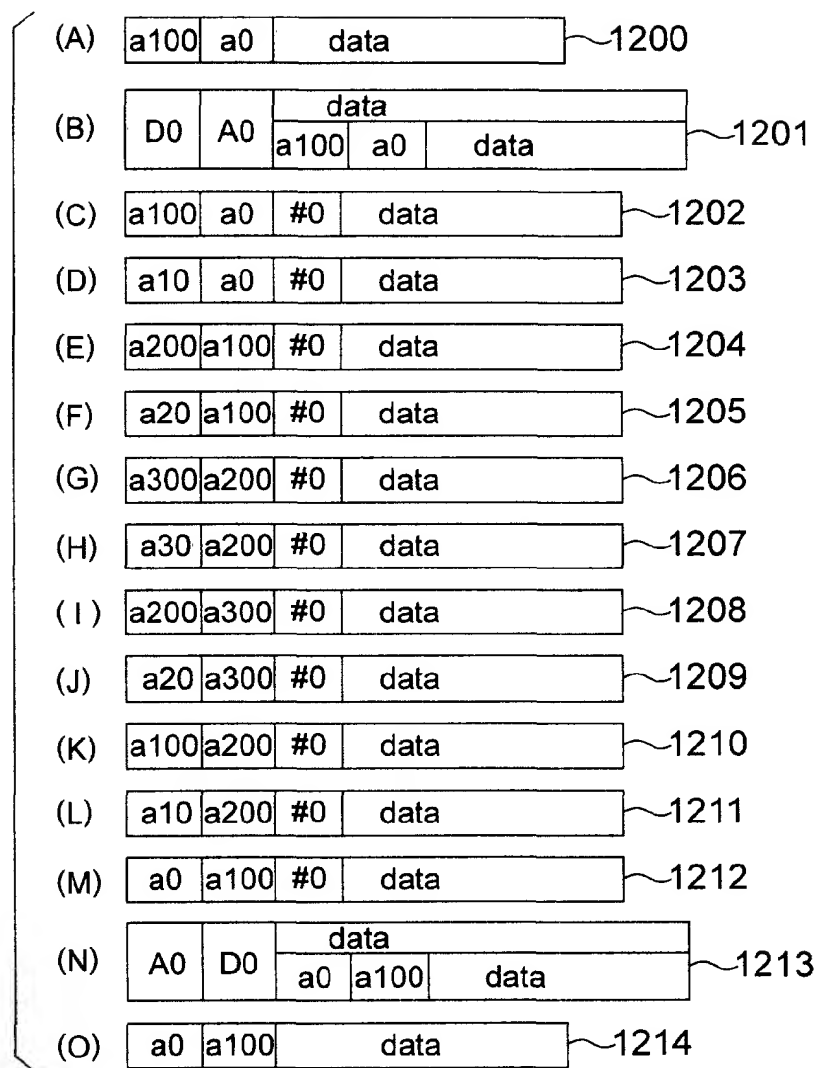 (A) a100 a0 data 1200
(B) D0 A0 data
a100 a0 data 1201
(C) a100 a0 #0 data 1202
(D) a10 a0 #0 data 1203
(E) a200 a100 #0 data 1204
(F) a20 a100 #0 data 1205
(G) a300 a200 #0 data 1206
(H) a30 a200 #0 data 1207
(I) a200 a300 #0 data 1208
(J) a20 a300 #0 data 1209
(K) a100 a200 #0 data 1210
(L) a10 a200 #0 data 1211
(M) a0 a100 #0 data 1212
(N) A0 D0 data
a0 a100 data 1213
(O) a0 a100 data 1214